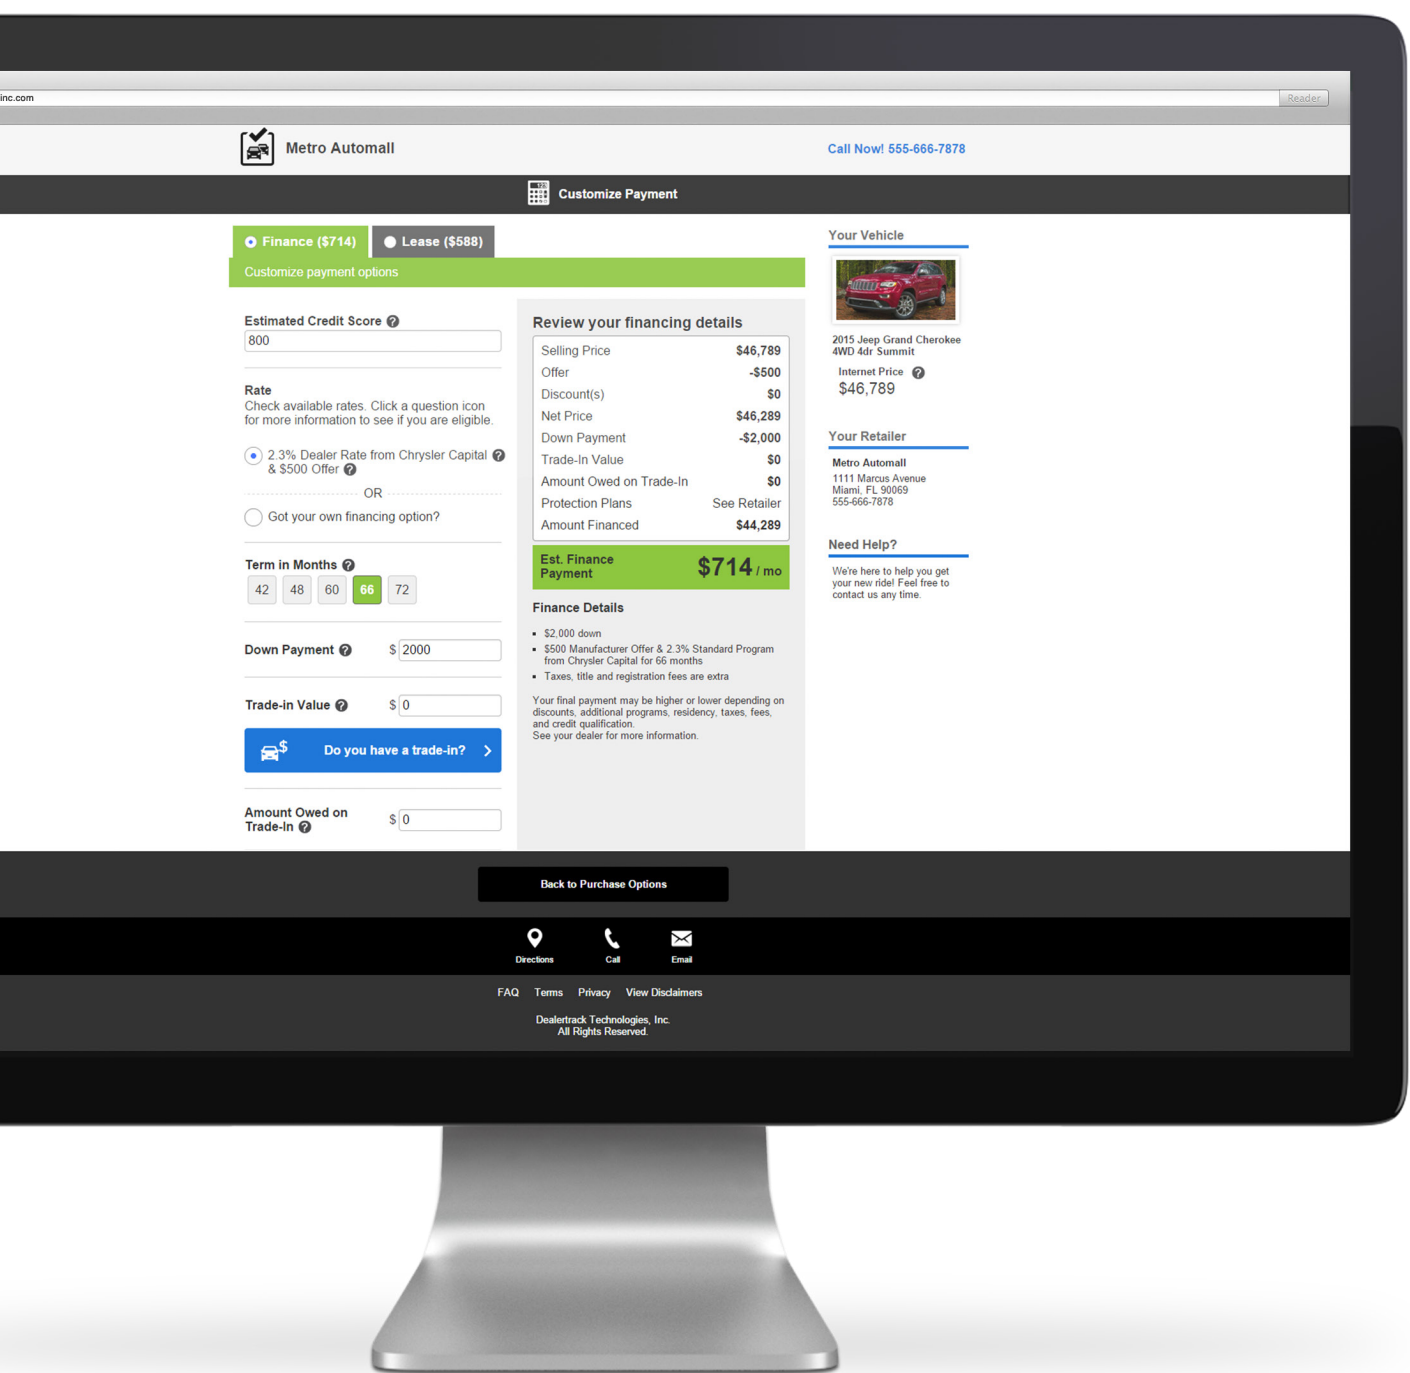 inc.com
Reader
Metro Automall
Call Now! 555-666-7878
Customize Payment
Finance ($714)
Lease ($588)
Customize payment options
Estimated Credit Score ?
800
Rate
Check available rates. Click a question icon
for more information to see if you are eligible.
2.3% Dealer Rate from Chrysler Capital ?
& $500 Offer ?
OR
Got your own financing option?
Term in Months ?
42 48 60 66 72
Down Payment ? $ 2000
Trade-in Value ? $ 0
$ Do you have a trade-in?
Amount Owed on
Trade-In ? $ 0
Review your financing details
Selling Price $46,789
Offer -$500
Discount(s) $0
Net Price $46,289
Down Payment -$2,000
Trade-In Value $0
Amount Owed on Trade-In $0
Protection Plans See Retailer
Amount Financed $44,289
Est. Finance
Payment $714 / mo
Finance Details
$2,000 down
$500 Manufacturer Offer & 2.3% Standard Program
from Chrysler Capital for 66 months
Taxes, title and registration fees are extra
Your final payment may be higher or lower depending on
discounts, additional programs, residency, taxes, fees,
and credit qualification.
See your dealer for more information.
Your Vehicle
2015 Jeep Grand Cherokee
4WD 4dr Summit
Internet Price ?
$46,789
Your Retailer
Metro Automall
1111 Marcus Avenue
Miami, FL 90069
555-666-7878
Need Help?
We're here to help you get
your new ride! Feel free to
contact us any time.
Back to Purchase Options
Directions Call Email
FAQ Terms Privacy View Disclaimers
Dealertrack Technologies, Inc.
All Rights Reserved.